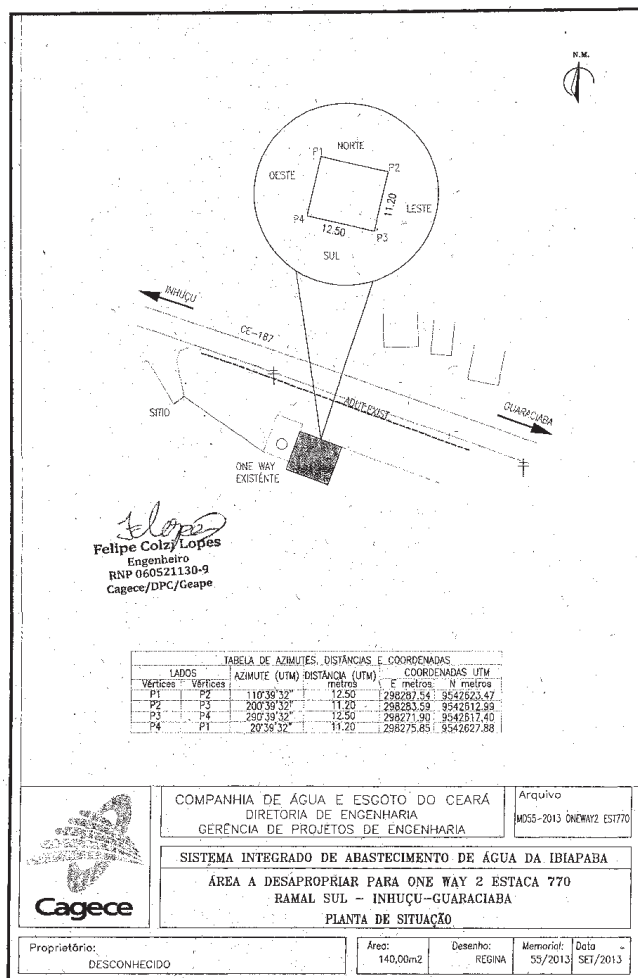 N.M.
P1
NORTE
P2
OESTE
11.20
LESTE
P4
12.50
P3
SUL
INHUÇU
CE-187
ADUT.EXIST
GUARACIABA
SITIO
ONE WAY
EXISTENTE
Felipe Colzi Lopes
Engenheiro
RNP 060521130-9
Cagece/DPC/Geape
TABELA DE AZIMUTES, DISTÂNCIAS E COORDENADAS
LADOS AZIMUTE (UTM) DISTÂNCIA (UTM) COORDENADAS UTM
Vértices Vértices metros E metros N metros
P1 P2 110°39'32" 12.50 298287.54 9542623.47
P2 P3 200°39'32" 11.20 298283.59 9542612.99
P3 P4 290°39'32" 12.50 298271.90 9542617.40
P4 P1 20°39'32" 11.20 298275.85 9542627.88
Cagece
COMPANHIA DE ÁGUA E ESGOTO DO CEARÁ
DIRETORIA DE ENGENHARIA
GERÊNCIA DE PROJETOS DE ENGENHARIA
Arquivo
MD55-2013 ONEWAY2 EST770
SISTEMA INTEGRADO DE ABASTECIMENTO DE ÁGUA DA IBIAPABA
ÁREA A DESAPROPRIAR PARA ONE WAY 2 ESTACA 770
RAMAL SUL - INHUÇU-GUARACIABA
PLANTA DE SITUAÇÃO
Proprietório:
DESCONHECIDO
Área:
140,00m2
Desenho:
REGINA
Memorial:
55/2013
Data
SET/2013